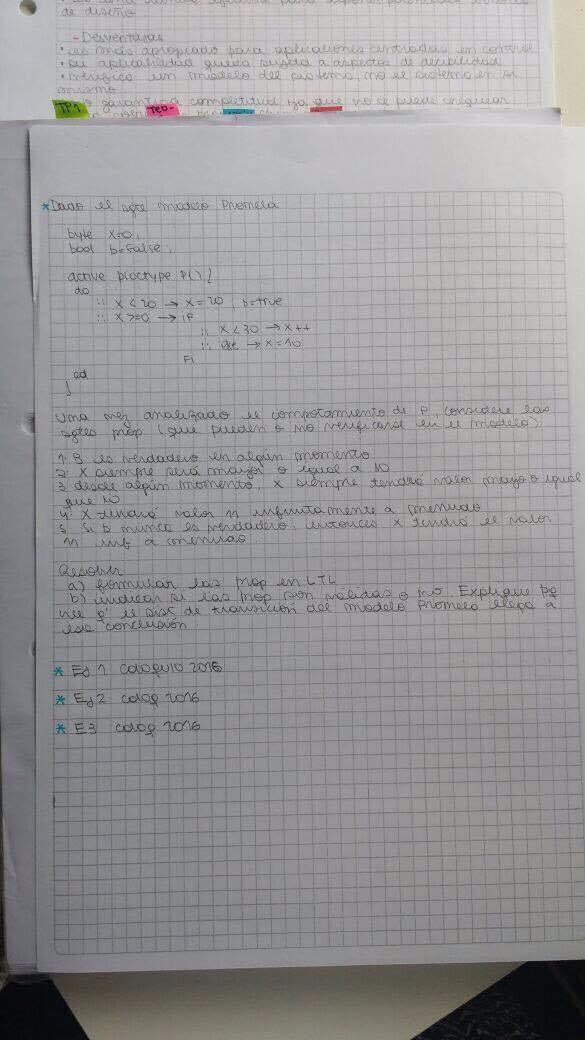 de diseño
- Desventajas
• es más apropiado para aplicaciones centradas en control
• su aplicabilidad queda sujeta a aspectos de decibilidad
• verifico un modelo del sistema, no el sistema en si
mismo
garantiza completitud ya que no se puede chequear
TP1 Teo-
* Dado el sgte modelo Promela
byte x=0;
bool b=False;
active proctype P() {
do
:: x < 20 → x = 20, b=true
:: x >= 0 → iF
:: x < 30 → x++
:: else → x = 10
Fi
od
}
Una vez analizado el comportamiento de P, considere las
sgtes prop (que pueden o no verificarse en el modelo)
1. B es verdadero en algún momento
2. X siempre será mayor o igual a 10
3. desde algún momento, x siempre tendrá valor mayo o igual
que 10
4. X tendrá valor 11 infinitamente a menudo
5. Si b nunca es verdadero, entonces x tendrá el valor
11 inf a menudo
Resolver
a) formular las prop en LTL
b) indicar si las prop son válidas o no. Explique por
que q' el sist de transición del modelo Promela llega a
esa conclusión
* Ej 1 coloquio 2016
* Ej 2 coloq 2016
* E3 coloq 2016